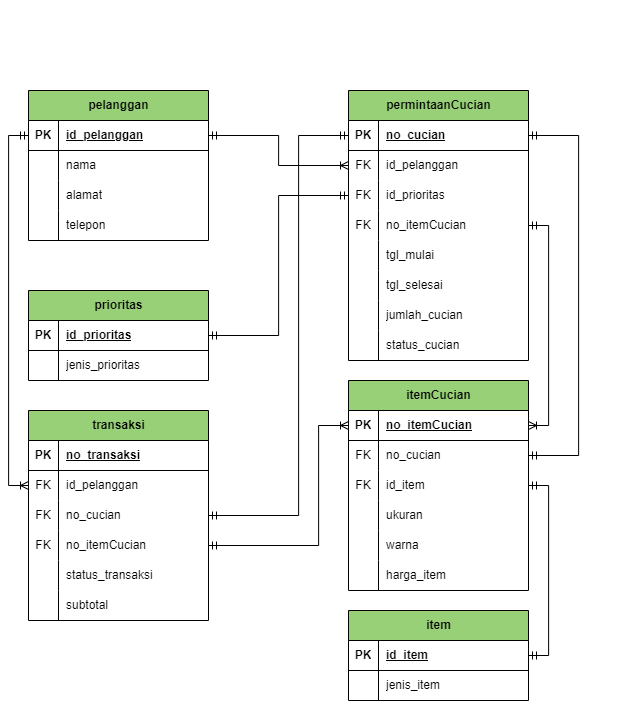 pelanggan
PK id_pelanggan
nama
alamat
telepon
prioritas
PK id_prioritas
jenis_prioritas
transaksi
PK no_transaksi
FK id_pelanggan
FK no_cucian
FK no_itemCucian
status_transaksi
subtotal
permintaanCucian
PK no_cucian
FK id_pelanggan
FK id_prioritas
FK no_itemCucian
tgl_mulai
tgl_selesai
jumlah_cucian
status_cucian
itemCucian
PK no_itemCucian
FK no_cucian
FK id_item
ukuran
warna
harga_item
item
PK id_item
jenis_item